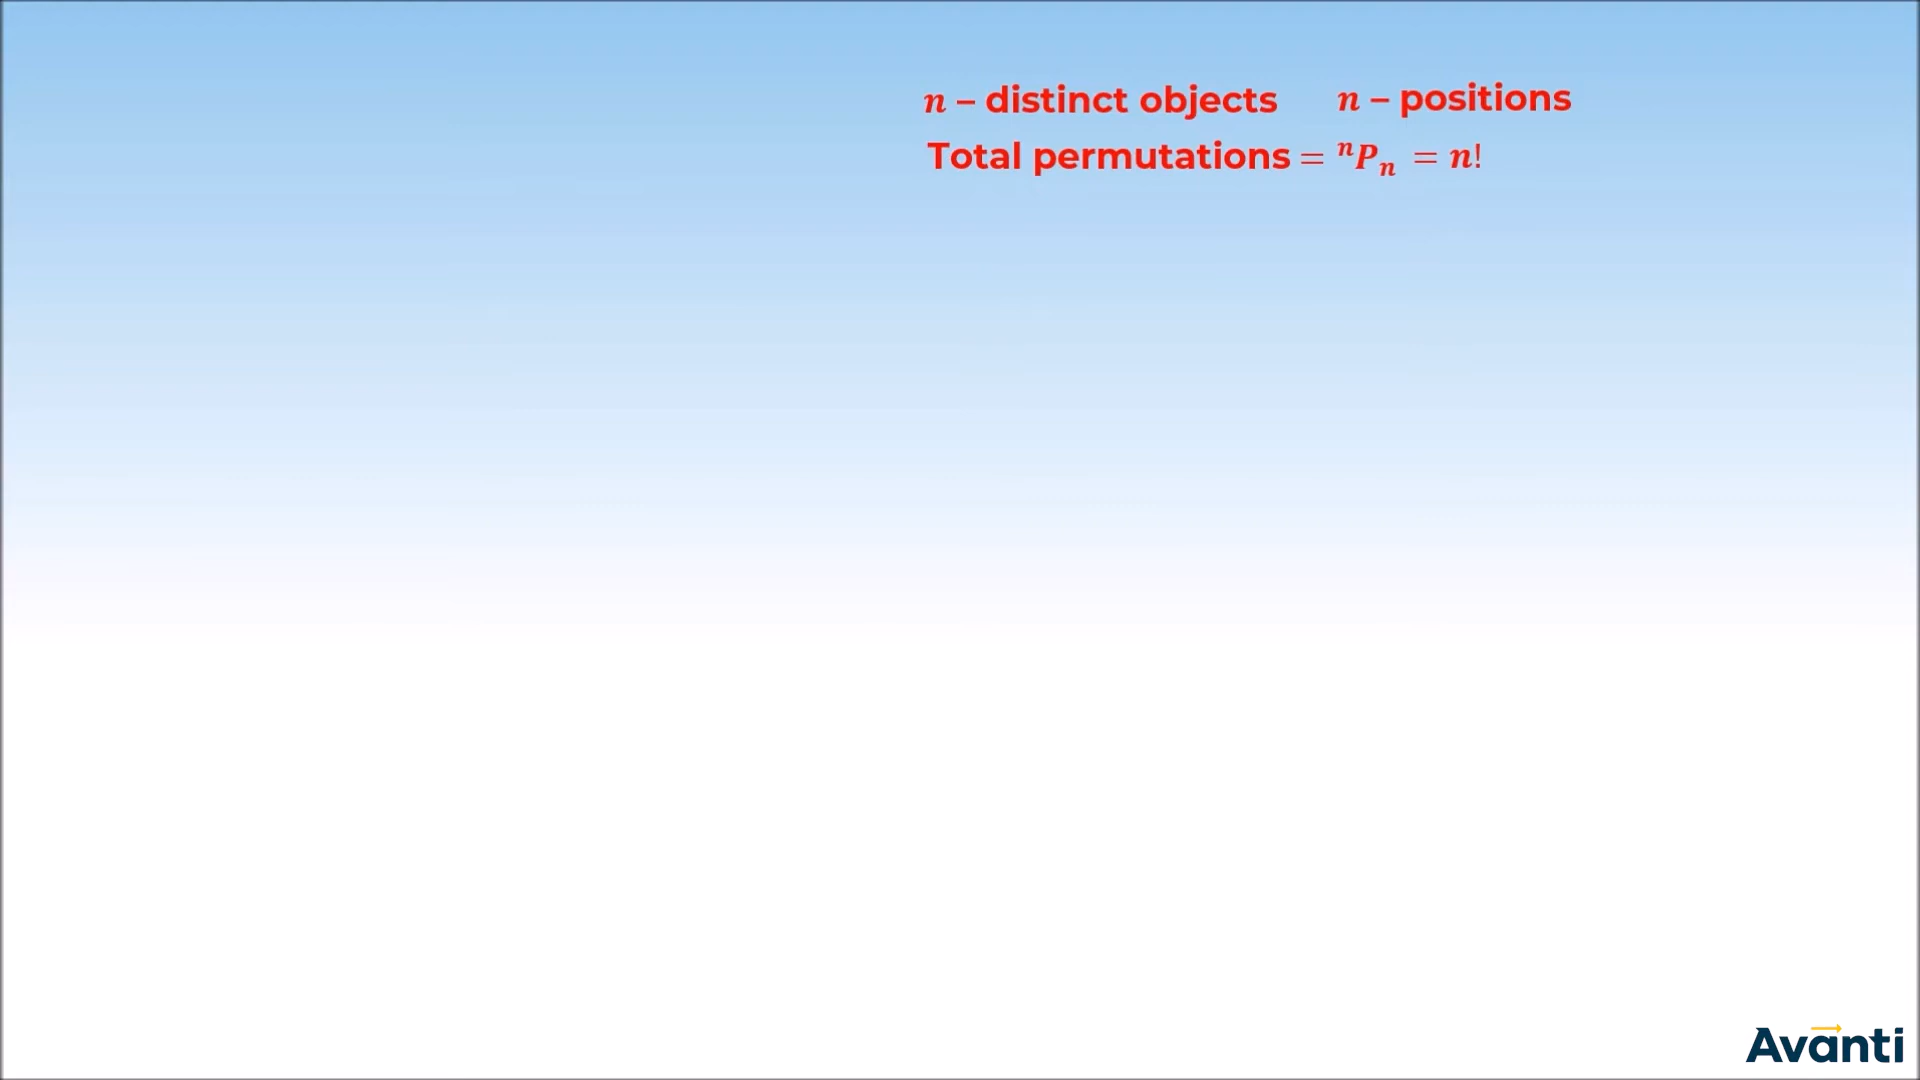 n – distinct objects n – positions
Total permutations = ⁿPₙ = n!
Avanti